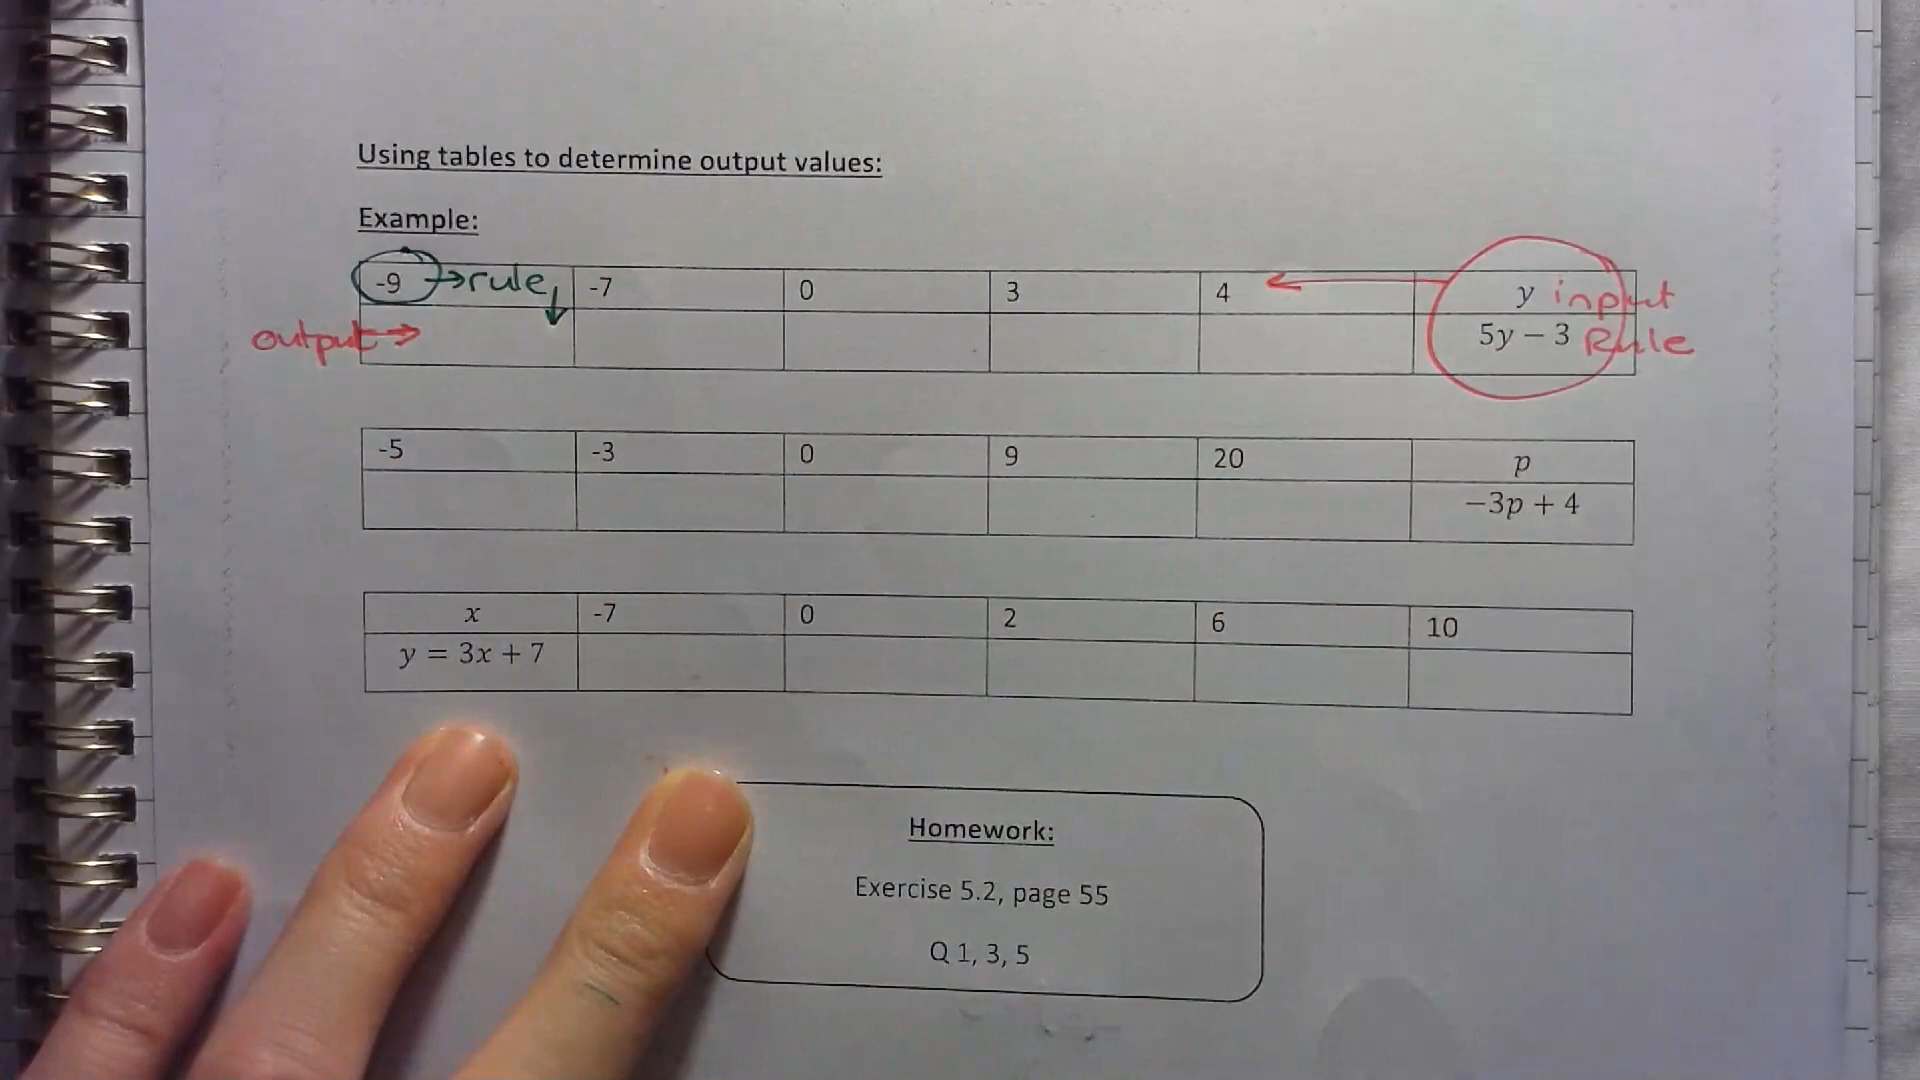 Using tables to determine output values:
Example:
-9 →rule↓ -7 0 3 4 ← y input
output→ 5y – 3 Rule
-5 -3 0 9 20 p
−3p + 4
x -7 0 2 6 10
y = 3x + 7
Homework:
Exercise 5.2, page 55
Q 1, 3, 5